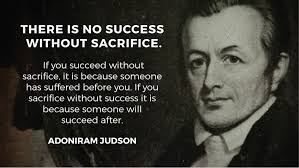 THERE IS NO SUCCESS
WITHOUT SACRIFICE.
If you succeed without
sacrifice, it is because someone
has suffered before you. If you
sacrifice without success it is
because someone will
succeed after.
ADONIRAM JUDSON